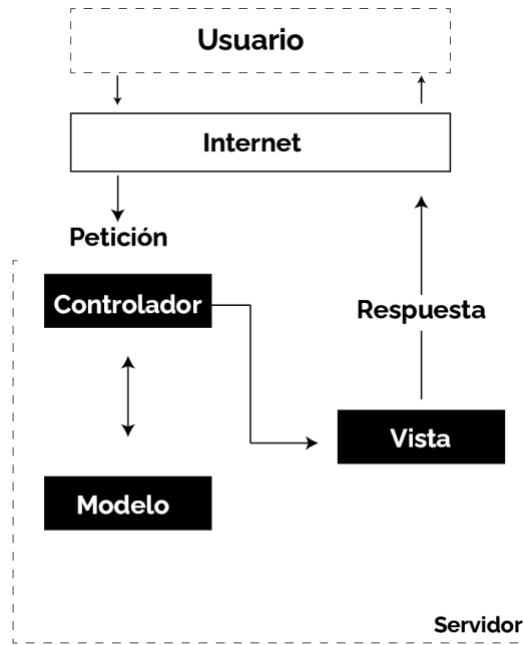 Usuario
Internet
Petición
Controlador
Respuesta
Vista
Modelo
Servidor